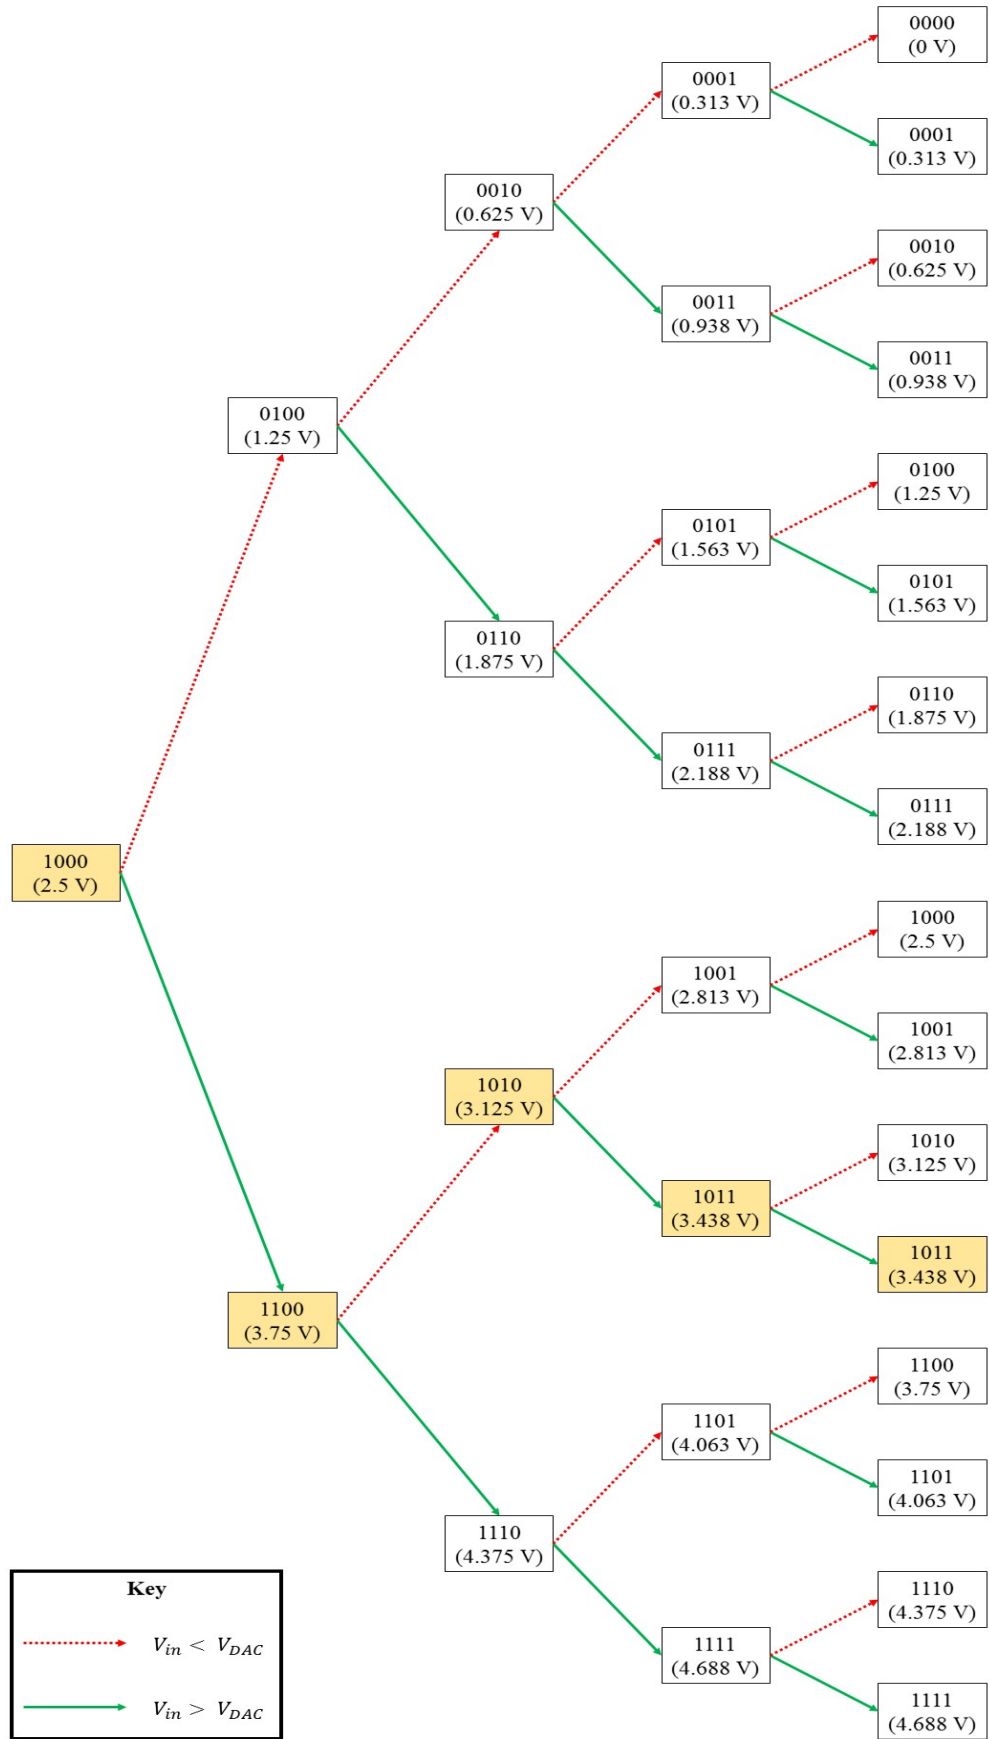 0000
(0 V)
0001
(0.313 V)
0001
(0.313 V)
0010
(0.625 V)
0010
(0.625 V)
0011
(0.938 V)
0011
(0.938 V)
0100
(1.25 V)
0100
(1.25 V)
0101
(1.563 V)
0101
(1.563 V)
0110
(1.875 V)
0110
(1.875 V)
0111
(2.188 V)
0111
(2.188 V)
1000
(2.5 V)
1000
(2.5 V)
1001
(2.813 V)
1001
(2.813 V)
1010
(3.125 V)
1010
(3.125 V)
1011
(3.438 V)
1011
(3.438 V)
1100
(3.75 V)
1100
(3.75 V)
1101
(4.063 V)
1101
(4.063 V)
1110
(4.375 V)
1110
(4.375 V)
1111
(4.688 V)
1111
(4.688 V)
Key
V_in < V_DAC
V_in > V_DAC